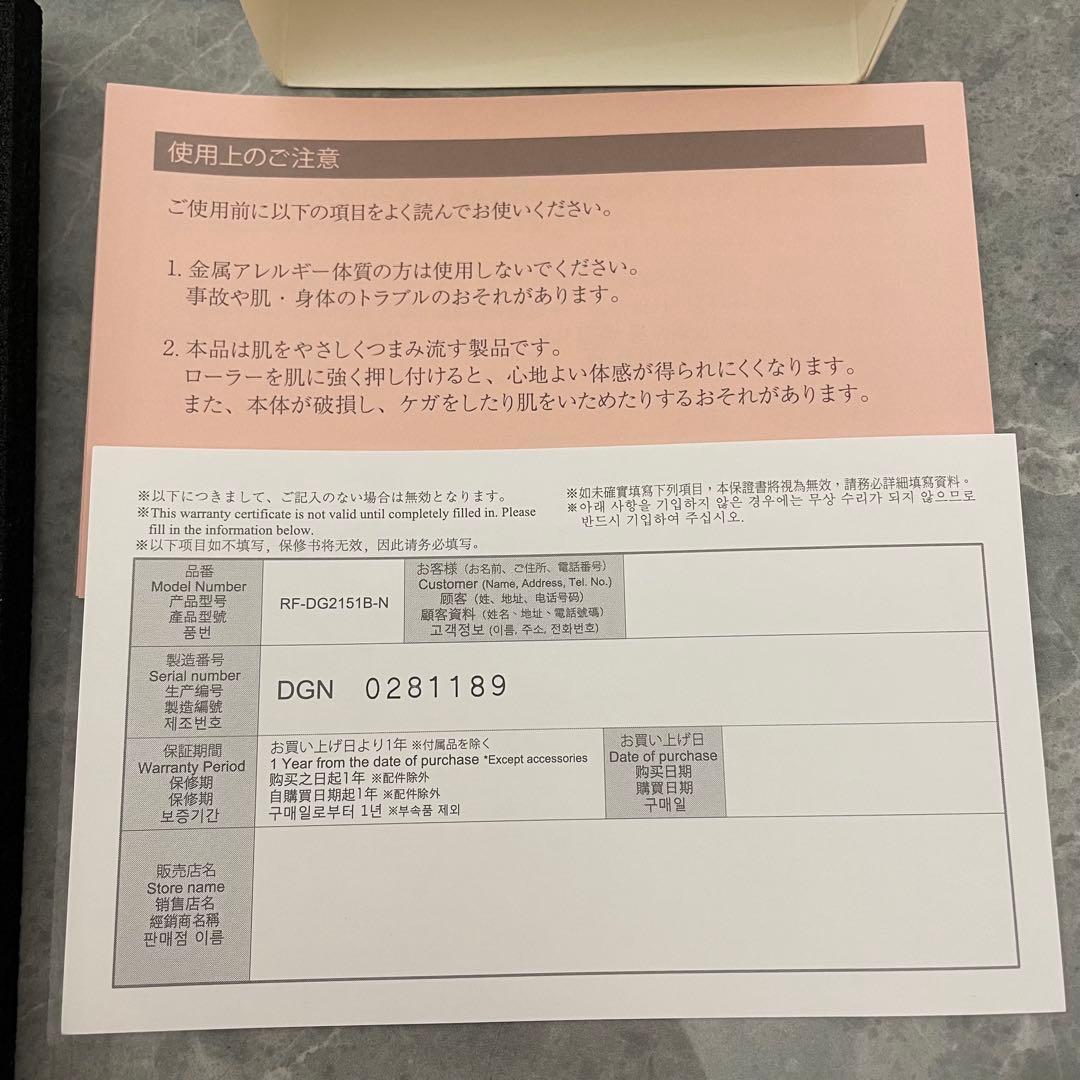 使用上のご注意
ご使用前に以下の項目をよく読んでお使いください。
1. 金属アレルギー体質の方は使用しないでください。
事故や肌・身体のトラブルのおそれがあります。
2. 本品は肌をやさしくつまみ流す製品です。
ローラーを肌に強く押し付けると、心地よい体感が得られにくくなります。
また、本体が破損し、ケガをしたり肌をいためたりするおそれがあります。
※以下につきまして、ご記入のない場合は無効となります。
※This warranty certificate is not valid until completely filled in. Please
fill in the information below.
※以下项目如不填写，保修书将无效，因此请务必填写。
※如未確實填寫下列項目，本保證書將視為無效，請務必詳細填寫資料。
※아래 사항을 기입하지 않은 경우에는 무상 수리가 되지 않으므로
반드시 기입하여 주십시오.
品番
Model Number
产品型号
產品型號
품번
RF-DG2151B-N
お客様（お名前、ご住所、電話番号）
Customer (Name, Address, Tel. No.)
顾客（姓、地址、电话号码）
顧客資料（姓名、地址、電話號碼）
고객정보 (이름, 주소, 전화번호)
製造番号
Serial number
生产编号
製造編號
제조번호
DGN 0281189
保証期間
Warranty Period
保修期
保修期
보증기간
お買い上げ日より1年 ※付属品を除く
1 Year from the date of purchase *Except accessories
购买之日起1年 ※配件除外
自購買日期起1年 ※配件除外
구매일로부터 1년 ※부속품 제외
お買い上げ日
Date of purchase
购买日期
購買日期
구매일
販売店名
Store name
销售店名
經銷商名稱
판매점 이름